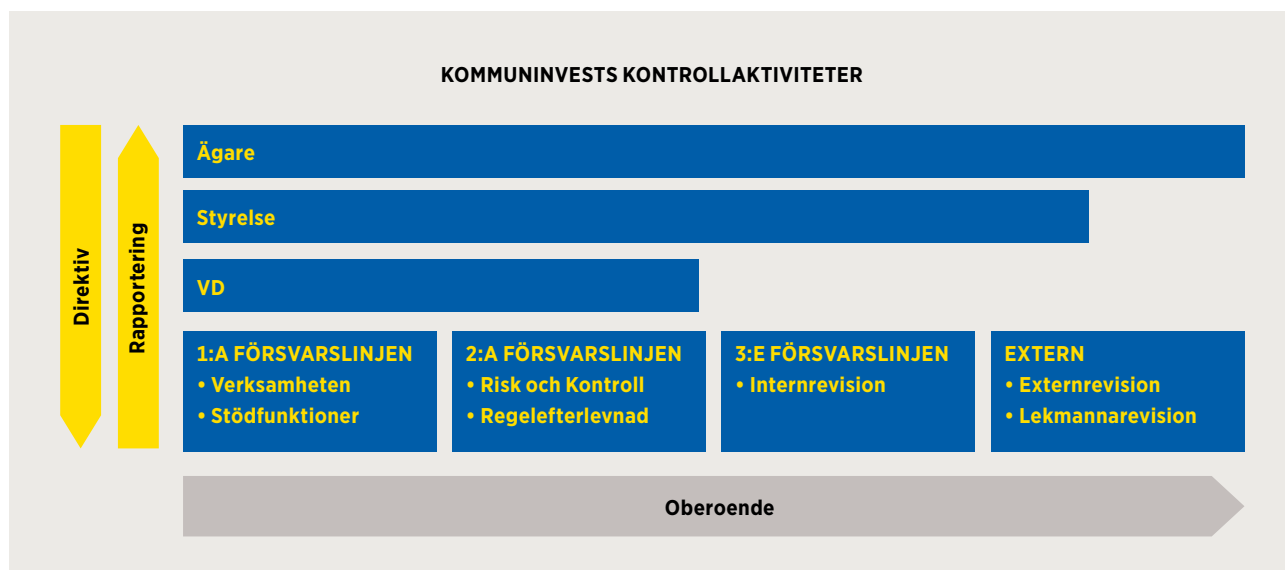 KOMMUNINVESTS KONTROLLAKTIVITETER
Direktiv
Rapportering
Ägare
Styrelse
VD
1:A FÖRSVARSLINJEN
• Verksamheten
• Stödfunktioner
2:A FÖRSVARSLINJEN
• Risk och Kontroll
• Regelefterlevnad
3:E FÖRSVARSLINJEN
• Internrevision
EXTERN
• Externrevision
• Lekmannarevision
Oberoende